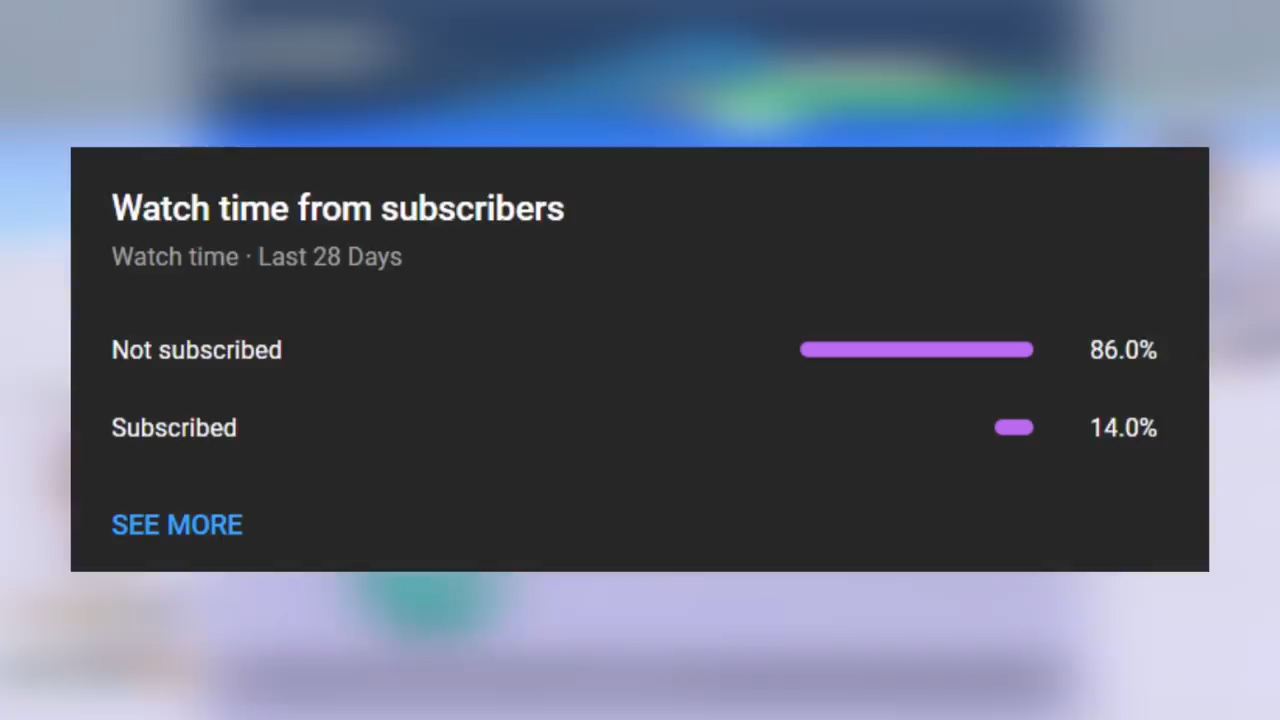 Watch time from subscribers
Watch time · Last 28 Days
Not subscribed 86.0%
Subscribed 14.0%
SEE MORE